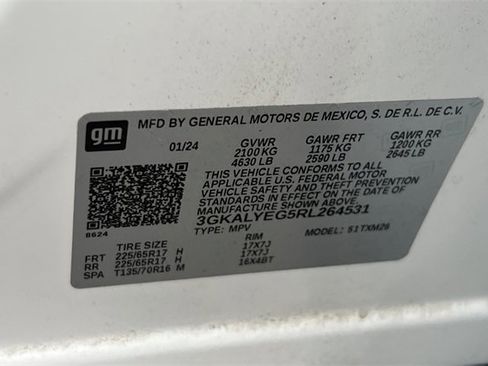 gm
MFD BY GENERAL MOTORS DE MEXICO, S. DE R.L. DE C.V.
01/24 GVWR GAWR FRT GAWR RR
2100 KG 1175 KG 1200 KG
4630 LB 2590 LB 2645 LB
THIS VEHICLE CONFORMS TO ALL
APPLICABLE U.S. FEDERAL MOTOR
VEHICLE SAFETY AND THEFT PREVENTION
STANDARDS IN EFFECT ON THE DATE OF
MANUFACTURE SHOWN ABOVE.
3GKALYEG5RL264531
8624
TYPE: MPV MODEL: S1TXM26
TIRE SIZE RIM
FRT 225/65R17 H 17X7J
RR 225/65R17 H 17X7J
SPA T135/70R16 M 16X4BT